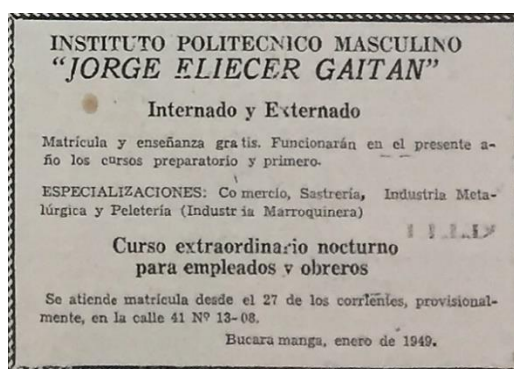 INSTITUTO POLITECNICO MASCULINO
"JORGE ELIECER GAITAN"
Internado y Externado
Matrícula y enseñanza gratis. Funcionarán en el presente a-
ño los cursos preparatorio y primero.
ESPECIALIZACIONES: Comercio, Sastrería, Industria Meta-
lúrgica y Peletería (Industria Marroquinera)
Curso extraordinario nocturno
para empleados y obreros
Se atiende matrícula desde el 27 de los corrientes, provisional-
mente, en la calle 41 Nº 13-08.
Bucaramanga, enero de 1949.